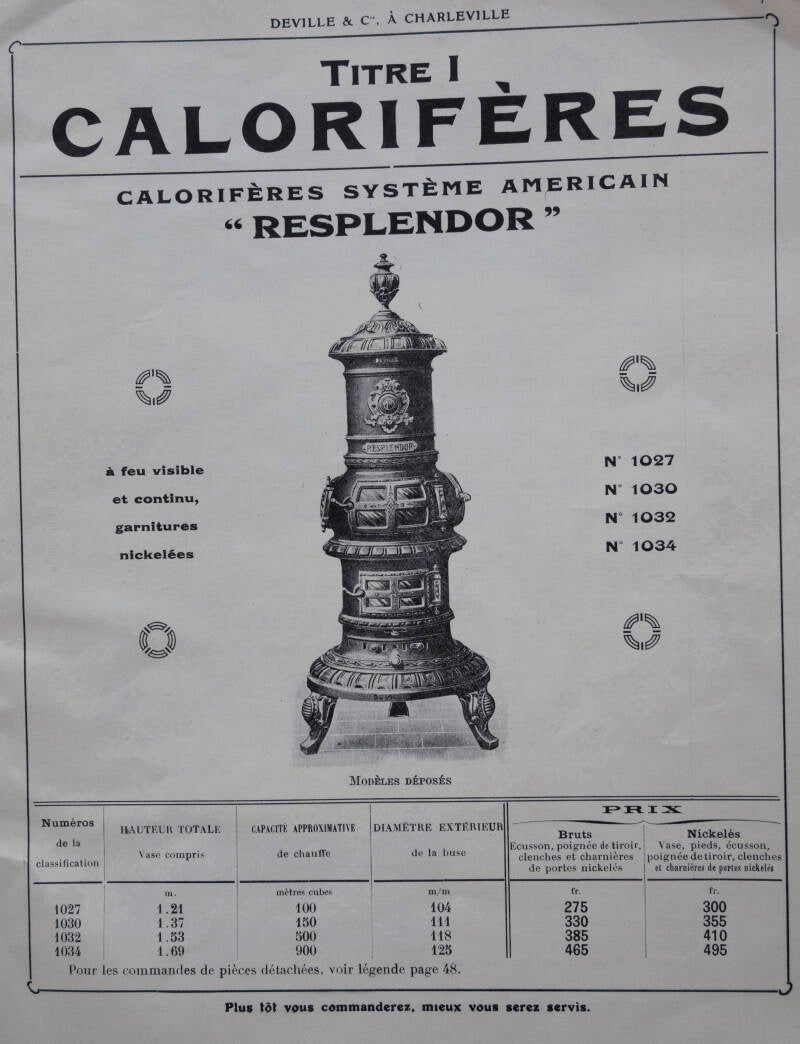 DEVILLE & Cie, À CHARLEVILLE
TITRE I
CALORIFÈRES
CALORIFÈRES SYSTÈME AMERICAIN
“ RESPLENDOR ”
à feu visible
et continu,
garnitures
nickelées
DEVILLE
RESPLENDOR
N° 1027
N° 1030
N° 1032
N° 1034
MODÈLES DÉPOSÉS
Numéros de la classification | HAUTEUR TOTALE Vase compris | CAPACITÉ APPROXIMATIVE de chauffe | DIAMÈTRE EXTÉRIEUR de la buse | PRIX
Bruts Ecusson, poignée de tiroir, clenches et charnières de portes nickelés | Nickelés Vase, pieds, écusson, poignée de tiroir, clenches et charnières de portes nickelés
m. | mètres cubes | m/m | fr. | fr.
1027 | 1.21 | 100 | 104 | 275 | 300
1030 | 1.37 | 150 | 111 | 330 | 355
1032 | 1.53 | 500 | 118 | 385 | 410
1034 | 1.69 | 900 | 125 | 465 | 495
Pour les commandes de pièces détachées, voir légende page 48.
Plus tôt vous commanderez, mieux vous serez servis.